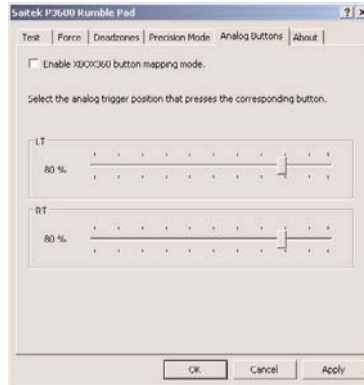 Saitek P3600 Rumble Pad
Test Force Deadzones Precision Mode Analog Buttons About
Enable XBOX360 button mapping mode.
Select the analog trigger position that presses the corresponding button.
LT
80 %
RT
80 %
OK Cancel Apply